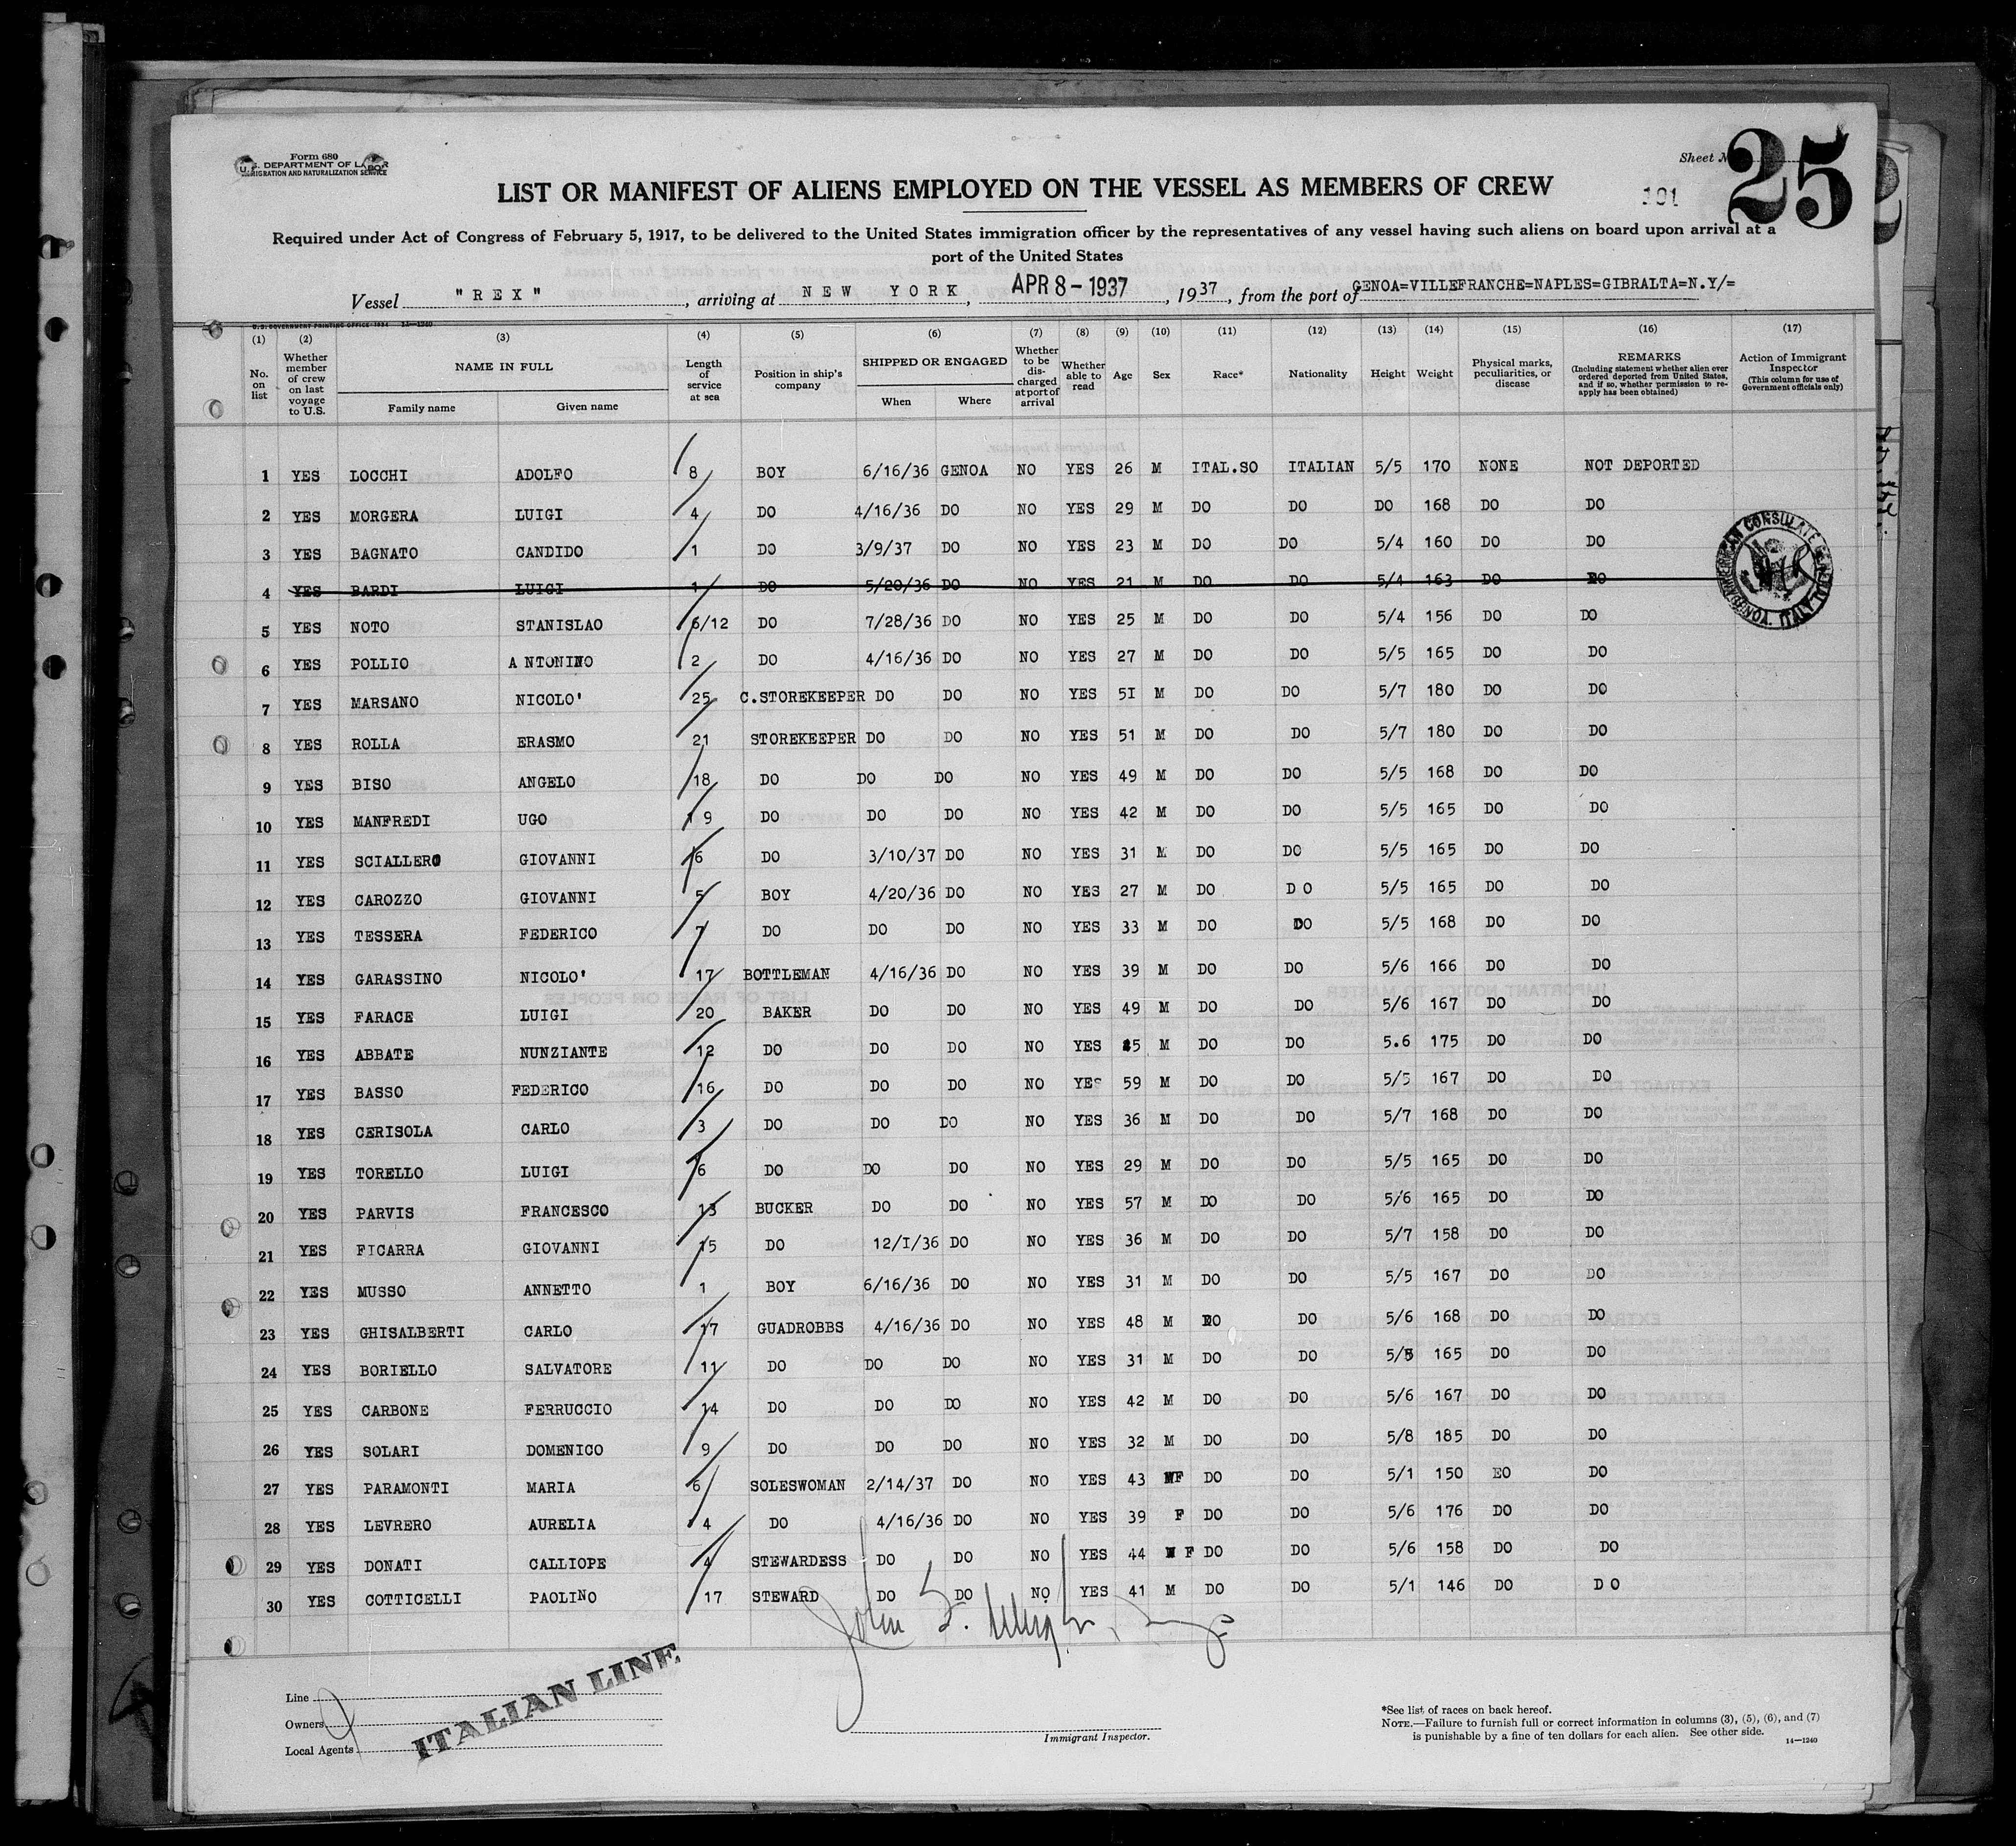 Form 680
U.S. DEPARTMENT OF LABOR
IMMIGRATION AND NATURALIZATION SERVICE
Sheet No.
25
LIST OR MANIFEST OF ALIENS EMPLOYED ON THE VESSEL AS MEMBERS OF CREW
101
Required under Act of Congress of February 5, 1917, to be delivered to the United States immigration officer by the representatives of any vessel having such aliens on board upon arrival at a
port of the United States
Vessel "REX", arriving at NEW YORK, APR 8 - 1937, 1937, from the port of GENOA=VILLEFRANCHE=NAPLES=GIBRALTA=N.Y/=
U.S. GOVERNMENT PRINTING OFFICE: 1934 14—1240
(1) (2) (3) (4) (5) (6) (7) (8) (9) (10) (11) (12) (13) (14) (15) (16) (17)
No. on list
Whether member of crew on last voyage to U.S.
NAME IN FULL
Family name
Given name
Length of service at sea
Position in ship's company
SHIPPED OR ENGAGED
When
Where
Whether to be discharged at port of arrival
Whether able to read
Age
Sex
Race*
Nationality
Height
Weight
Physical marks, peculiarities, or disease
REMARKS
(Including statement whether alien ever ordered deported from United States, and if so, whether permission to reapply has been obtained)
Action of Immigrant Inspector
(This column for use of Government officials only)
1 YES LOCCHI ADOLFO 8 BOY 6/16/36 GENOA NO YES 26 M ITAL.SO ITALIAN 5/5 170 NONE NOT DEPORTED
2 YES MORGERA LUIGI 4 DO 4/16/36 DO NO YES 29 M DO DO DO 168 DO DO
3 YES BAGNATO CANDIDO 1 DO 3/9/37 DO NO YES 23 M DO DO 5/4 160 DO DO
4 YES BARDI LUIGI 1 DO 5/20/36 DO NO YES 21 M DO DO 5/4 163 DO DO
5 YES NOTO STANISLAO 6/12 DO 7/28/36 DO NO YES 25 M DO DO 5/4 156 DO DO
6 YES POLLIO A NTONINO 2 DO 4/16/36 DO NO YES 27 M DO DO 5/5 165 DO DO
7 YES MARSANO NICOLO' 25 C.STOREKEEPER DO DO NO YES 5I M DO DO 5/7 180 DO DO
8 YES ROLLA ERASMO 21 STOREKEEPER DO DO NO YES 51 M DO DO 5/7 180 DO DO
9 YES BISO ANGELO 18 DO DO DO NO YES 49 M DO DO 5/5 168 DO DO
10 YES MANFREDI UGO 1 9 DO DO DO NO YES 42 M DO DO 5/5 165 DO DO
11 YES SCIALLERO GIOVANNI 6 DO 3/10/37 DO NO YES 31 M DO DO 5/5 165 DO DO
12 YES CAROZZO GIOVANNI 5 BOY 4/20/36 DO NO YES 27 M DO D O 5/5 165 DO DO
13 YES TESSERA FEDERICO 7 DO DO DO NO YES 33 M DO DO 5/5 168 DO DO
14 YES GARASSINO NICOLO' 17 BOTTLEMAN 4/16/36 DO NO YES 39 M DO DO 5/6 166 DO DO
15 YES FARACE LUIGI 20 BAKER DO DO NO YES 49 M DO DO 5/6 167 DO DO
16 YES ABBATE NUNZIANTE 12 DO DO DO NO YES 45 M DO DO 5.6 175 DO DO
17 YES BASSO FEDERICO 16 DO DO DO NO YES 59 M DO DO 5/5 167 DO DO
18 YES CERISOLA CARLO 3 DO DO DO NO YES 36 M DO DO 5/7 168 DO DO
19 YES TORELLO LUIGI 6 DO DO DO NO YES 29 M DO DO 5/5 165 DO DO
20 YES PARVIS FRANCESCO 13 BUCKER DO DO NO YES 57 M DO DO 5/6 165 DO DO
21 YES FICARRA GIOVANNI 15 DO 12/I/36 DO NO YES 36 M DO DO 5/7 158 DO DO
22 YES MUSSO ANNETTO 1 BOY 6/16/36 DO NO YES 31 M DO DO 5/5 167 DO DO
23 YES GHISALBERTI CARLO 17 GUADROBBS 4/16/36 DO NO YES 48 M DO DO 5/6 168 DO DO
24 YES BORIELLO SALVATORE 11 DO DO DO NO YES 31 M DO DO 5/5 165 DO DO
25 YES CARBONE FERRUCCIO 14 DO DO DO NO YES 42 M DO DO 5/6 167 DO DO
26 YES SOLARI DOMENICO 9 DO DO DO NO YES 32 M DO DO 5/8 185 DO DO
27 YES PARAMONTI MARIA 6 SOLESWOMAN 2/14/37 DO NO YES 43 F DO DO 5/1 150 EO DO
28 YES LEVRERO AURELIA 4 DO 4/16/36 DO NO YES 39 F DO DO 5/6 176 DO DO
29 YES DONATI CALLIOPE 4 STEWARDESS DO DO NO YES 44 F DO DO 5/6 158 DO DO
30 YES COTTICELLI PAOLINO 17 STEWARD DO DO NO YES 41 M DO DO 5/1 146 DO D O
AMERICAN CONSULATE GENERAL GENOA, ITALY
John
Line
Owners
Local Agents
ITALIAN LINE
Immigrant Inspector.
*See list of races on back hereof.
NOTE.—Failure to furnish full or correct information in columns (3), (5), (6), and (7)
is punishable by a fine of ten dollars for each alien. See other side.
14—1240